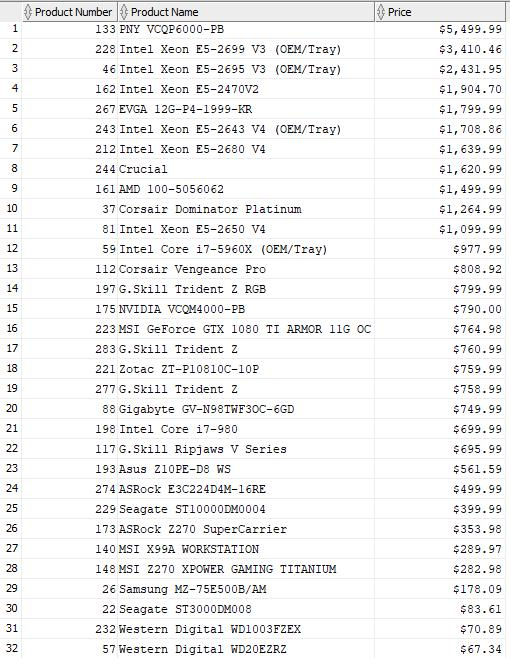 Product Number Product Name Price
1 133 PNY VCQP6000-PB $5,499.99
2 228 Intel Xeon E5-2699 V3 (OEM/Tray) $3,410.46
3 46 Intel Xeon E5-2695 V3 (OEM/Tray) $2,431.95
4 162 Intel Xeon E5-2470V2 $1,904.70
5 267 EVGA 12G-P4-1999-KR $1,799.99
6 243 Intel Xeon E5-2643 V4 (OEM/Tray) $1,708.86
7 212 Intel Xeon E5-2680 V4 $1,639.99
8 244 Crucial $1,620.99
9 161 AMD 100-5056062 $1,499.99
10 37 Corsair Dominator Platinum $1,264.99
11 81 Intel Xeon E5-2650 V4 $1,099.99
12 59 Intel Core i7-5960X (OEM/Tray) $977.99
13 112 Corsair Vengeance Pro $808.92
14 197 G.Skill Trident Z RGB $799.99
15 175 NVIDIA VCQM4000-PB $790.00
16 223 MSI GeForce GTX 1080 TI ARMOR 11G OC $764.98
17 283 G.Skill Trident Z $760.99
18 221 Zotac ZT-P10810C-10P $759.99
19 277 G.Skill Trident Z $758.99
20 88 Gigabyte GV-N98TWF3OC-6GD $749.99
21 198 Intel Core i7-980 $699.99
22 117 G.Skill Ripjaws V Series $695.99
23 193 Asus Z10PE-D8 WS $561.59
24 274 ASRock E3C224D4M-16RE $499.99
25 229 Seagate ST10000DM0004 $399.99
26 173 ASRock Z270 SuperCarrier $353.98
27 140 MSI X99A WORKSTATION $289.97
28 148 MSI Z270 XPOWER GAMING TITANIUM $282.98
29 26 Samsung MZ-75E500B/AM $178.09
30 22 Seagate ST3000DM008 $83.61
31 232 Western Digital WD1003FZEX $70.89
32 57 Western Digital WD20EZRZ $67.34